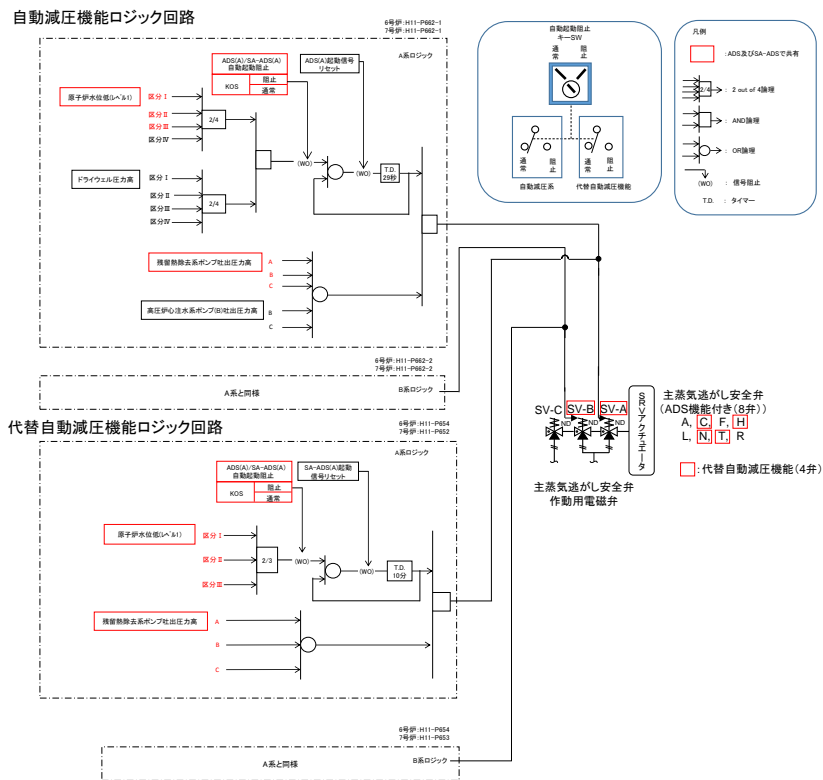 自動減圧機能ロジック回路
6号炉:H11-P662-1
7号炉:H11-P662-1
A系ロジック
ADS(A)/SA-ADS(A)
自動起動阻止
KOS
阻止
通常
ADS(A)起動信号
リセット
原子炉水位低(レベル1)
区分Ⅰ
区分Ⅱ
区分Ⅲ
区分Ⅳ
2/4
ドライウェル圧力高
区分Ⅰ
区分Ⅱ
区分Ⅲ
区分Ⅳ
2/4
(WO)
(WO)
T.D.
29秒
残留熱除去系ポンプ吐出圧力高
A
B
C
高圧炉心注水系ポンプ(B)吐出圧力高
B
C
6号炉:H11-P662-2
7号炉:H11-P662-2
A系と同様
B系ロジック
自動起動阻止
キーSW
通常
阻止
通常
阻止
通常
阻止
自動減圧系
代替自動減圧機能
凡例
:ADS及びSA-ADSで共有
2/4
: 2 out of 4論理
: AND論理
: OR論理
(WO)
: 信号阻止
T.D.
: タイマー
代替自動減圧機能ロジック回路
6号炉:H11-P654
7号炉:H11-P652
A系ロジック
ADS(A)/SA-ADS(A)
自動起動阻止
KOS
阻止
通常
SA-ADS(A)起動
信号リセット
原子炉水位低(レベル1)
区分Ⅰ
区分Ⅱ
区分Ⅲ
2/3
(WO)
(WO)
T.D.
10分
残留熱除去系ポンプ吐出圧力高
A
B
C
6号炉:H11-P654
7号炉:H11-P653
A系と同様
B系ロジック
SV-C
SV-B
SV-A
ND
ND
ND
SRVアクチュエータ
主蒸気逃がし安全弁
作動用電磁弁
主蒸気逃がし安全弁
(ADS機能付き(8弁))
A, C, F, H
L, N, T, R
:代替自動減圧機能(4弁)